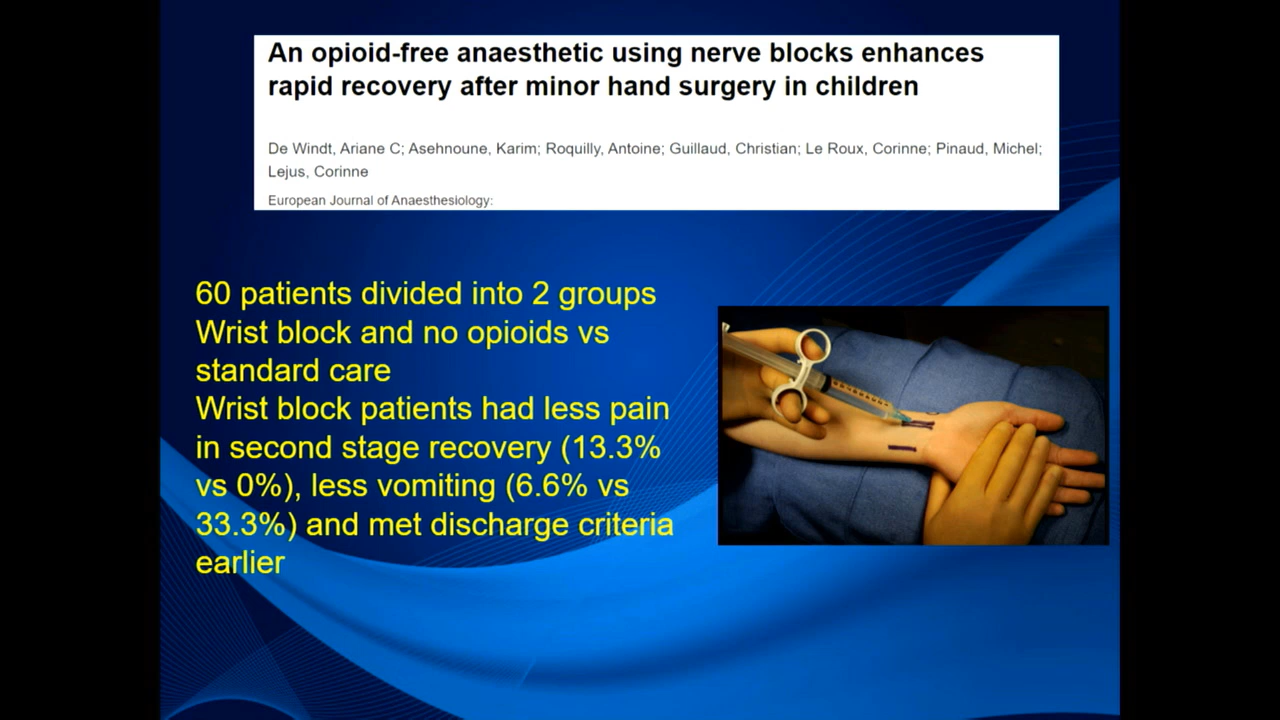 An opioid-free anaesthetic using nerve blocks enhances
rapid recovery after minor hand surgery in children
De Windt, Ariane C; Asehnoune, Karim; Roquilly, Antoine; Guillaud, Christian; Le Roux, Corinne; Pinaud, Michel;
Lejus, Corinne
European Journal of Anaesthesiology:
60 patients divided into 2 groups
Wrist block and no opioids vs
standard care
Wrist block patients had less pain
in second stage recovery (13.3%
vs 0%), less vomiting (6.6% vs
33.3%) and met discharge criteria
earlier